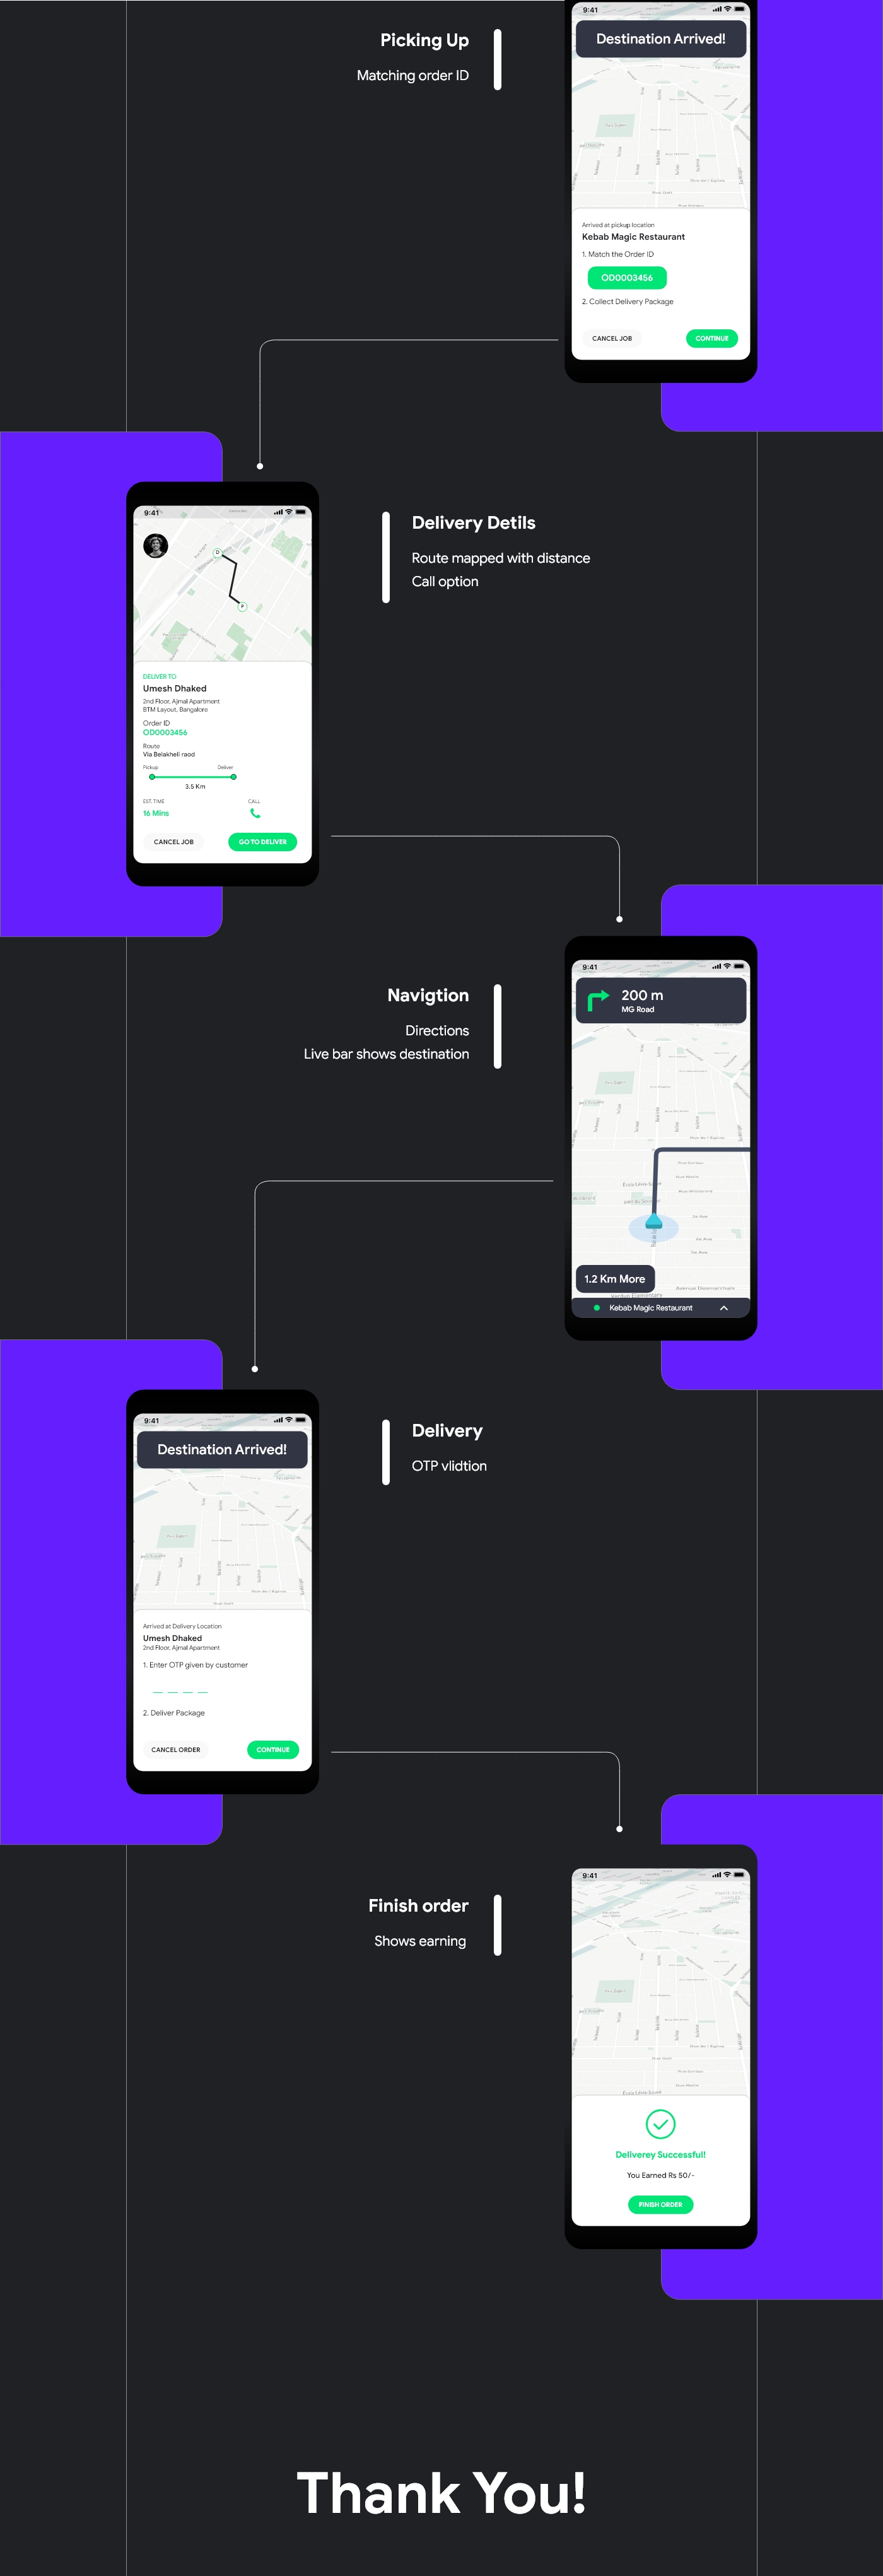 Picking Up
Matching order ID
9:41
Destination Arrived!
Arrived at pickup location
Kebab Magic Restaurant
1. Match the Order ID
OD0003456
2. Collect Delivery Package
CANCEL JOB
CONTINUE
9:41
D
P
DELIVER TO
Umesh Dhaked
2nd Floor, Ajmal Apartment
BTM Layout, Bangalore
Order ID
OD0003456
Route
Via Belakheli raod
Pickup
Deliver
3.5 Km
EST. TIME
CALL
16 Mins
CANCEL JOB
GO TO DELIVER
Delivery Detils
Route mapped with distance
Call option
Navigtion
Directions
Live bar shows destination
9:41
200 m
MG Road
1.2 Km More
Kebab Magic Restaurant
9:41
Destination Arrived!
Arrived at Delivery Location
Umesh Dhaked
2nd Floor, Ajmal Apartment
1. Enter OTP given by customer
2. Deliver Package
CANCEL ORDER
CONTINUE
Delivery
OTP vlidtion
Finish order
Shows earning
9:41
Deliverey Successful!
You Earned Rs 50/-
FINISH ORDER
Thank You!